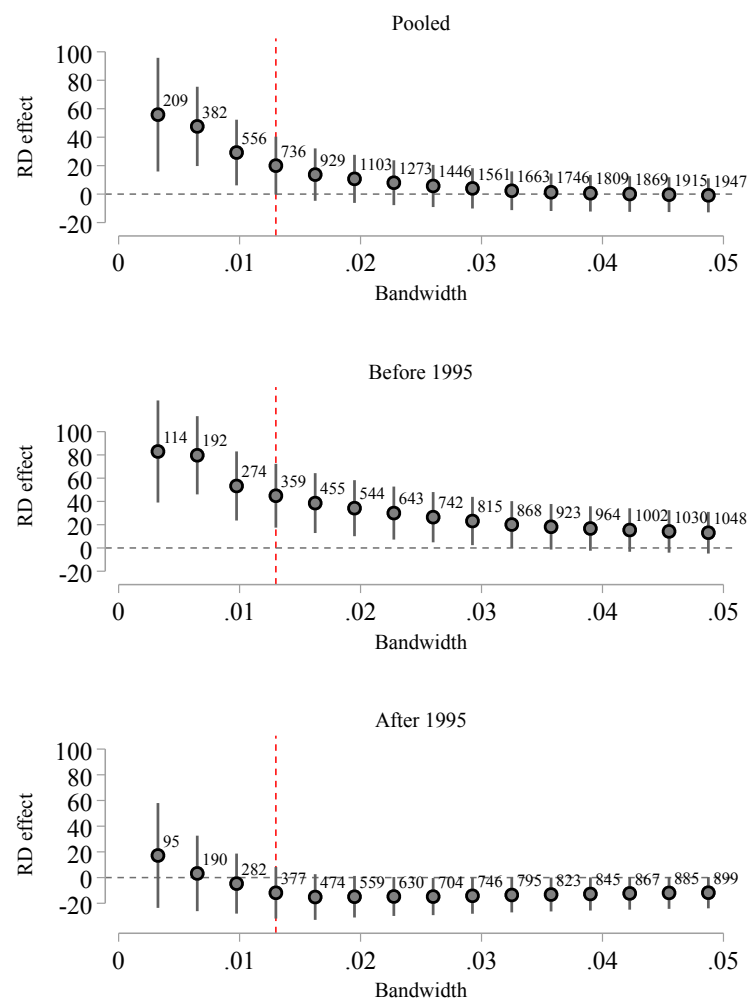 Pooled
RD effect
100
80
60
40
20
0
-20
209 382 556 736 929 1103 1273 1446 1561 1663 1746 1809 1869 1915 1947
0 .01 .02 .03 .04 .05
Bandwidth
Before 1995
RD effect
100
80
60
40
20
0
-20
114 192 274 359 455 544 643 742 815 868 923 964 1002 1030 1048
0 .01 .02 .03 .04 .05
Bandwidth
After 1995
RD effect
100
80
60
40
20
0
-20
95 190 282 377 474 559 630 704 746 795 823 845 867 885 899
0 .01 .02 .03 .04 .05
Bandwidth